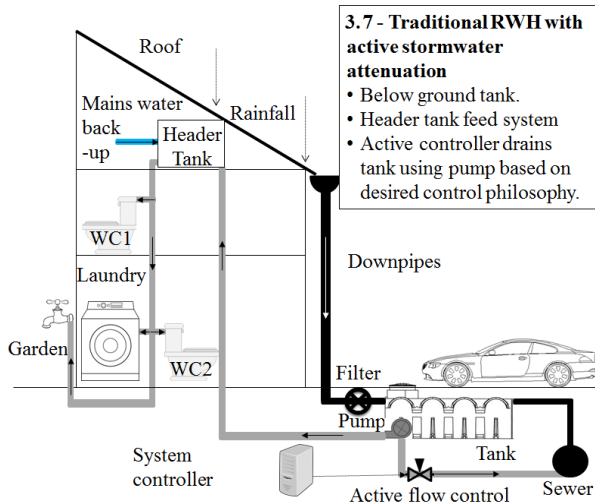 3.7 - Traditional RWH with
active stormwater
attenuation
• Below ground tank.
• Header tank feed system
• Active controller drains
tank using pump based on
desired control philosophy.
Roof
Rainfall
Mains water
back
-up
Header
Tank
WC1
Downpipes
Laundry
Garden
WC2
Filter
Pump
Tank
System
controller
Active flow control
Sewer